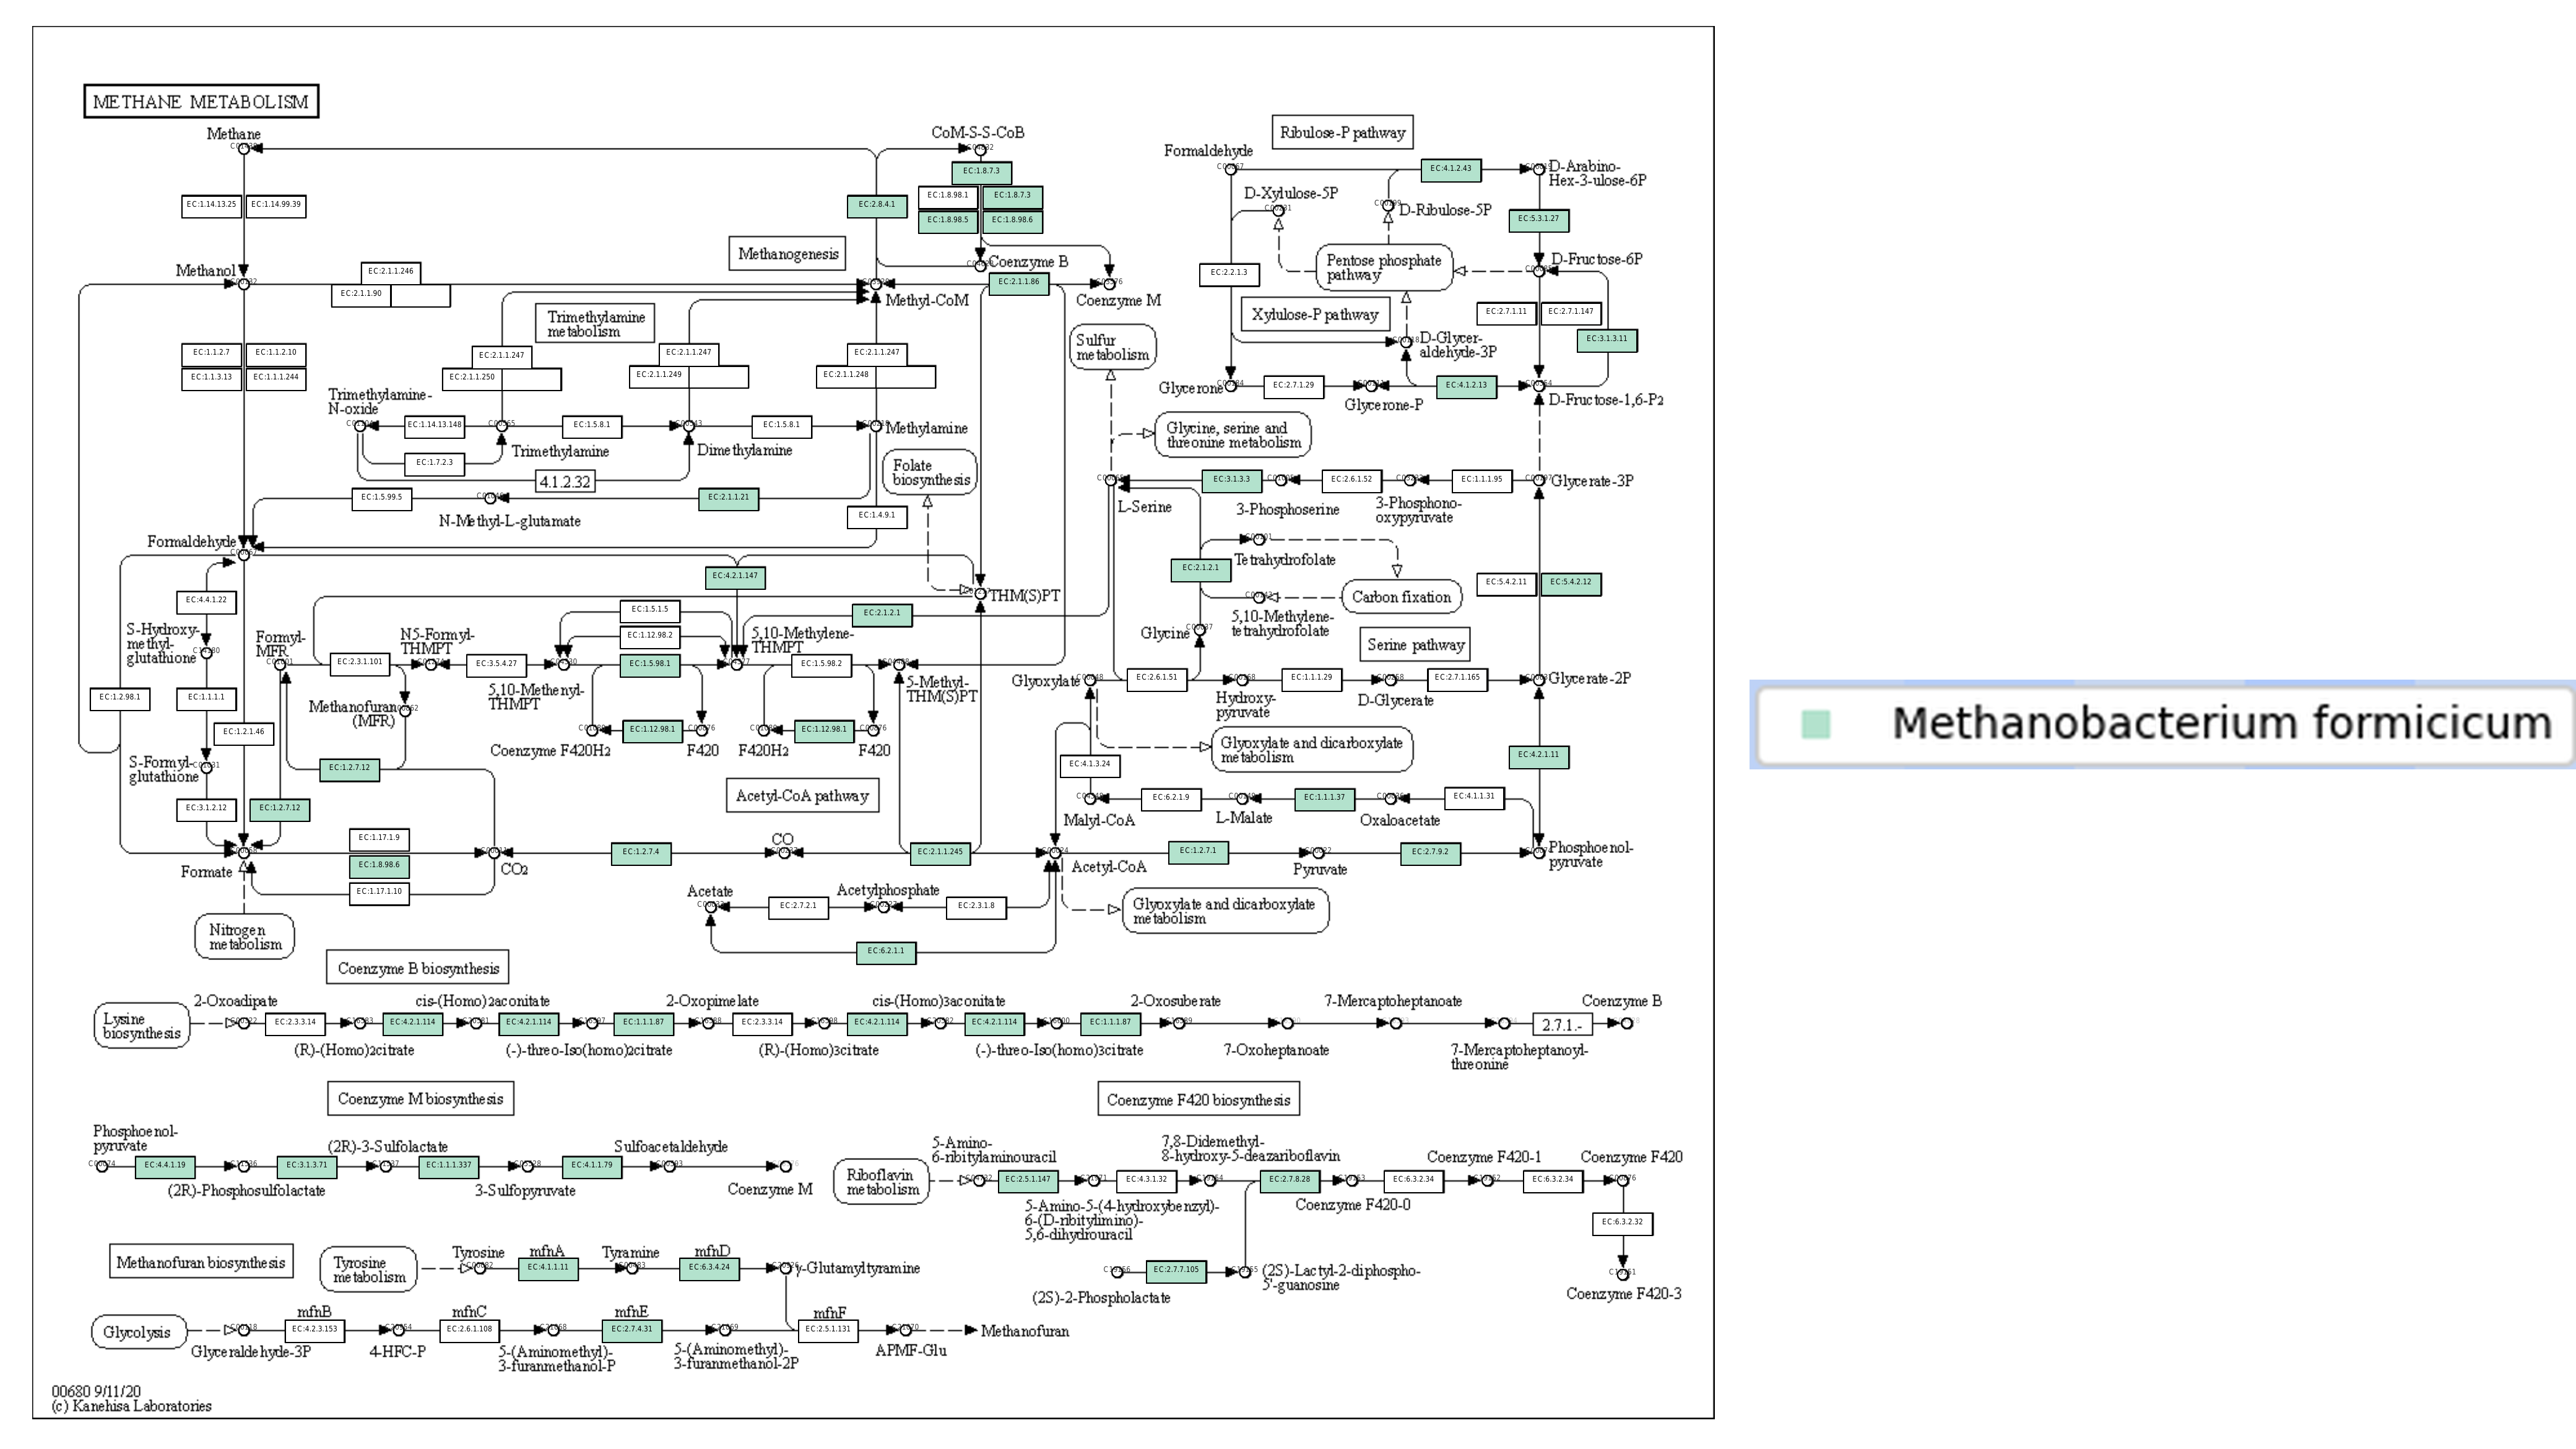 METHANE METABOLISM
Methane
CoM-S-S-CoB
Ribulose-P pathway
Formaldehyde
EC:1.8.7.3
EC:4.1.2.43
D-Arabino-
Hex-3-ulose-6P
EC:1.14.13.25
EC:1.14.99.39
EC:2.8.4.1
EC:1.8.98.1
EC:1.8.7.3
EC:1.8.98.5
EC:1.8.98.6
D-Xylulose-5P
D-Ribulose-5P
EC:5.3.1.27
Methanogenesis
Coenzyme B
Pentose phosphate
pathway
D-Fructose-6P
Methanol
EC:2.1.1.246
EC:2.1.1.90
EC:2.1.1.86
Methyl-CoM
Coenzyme M
EC:2.2.1.3
Xylulose-P pathway
EC:2.7.1.11
EC:2.7.1.147
EC:3.1.3.11
Trimethylamine
metabolism
Sulfur
metabolism
D-Glycer-
aldehyde-3P
EC:1.1.2.7
EC:1.1.2.10
EC:1.1.3.13
EC:1.1.1.244
EC:2.1.1.247
EC:2.1.1.250
EC:2.1.1.247
EC:2.1.1.249
EC:2.1.1.247
EC:2.1.1.248
Glycerone
EC:2.7.1.29
Glycerone-P
EC:4.1.2.13
D-Fructose-1,6-P2
Trimethylamine-
N-oxide
EC:1.14.13.148
EC:1.5.8.1
EC:1.5.8.1
Methylamine
EC:1.7.2.3
Trimethylamine
Dimethylamine
4.1.2.32
Glycine, serine and
threonine metabolism
Folate
biosynthesis
EC:1.5.99.5
EC:2.1.1.21
N-Methyl-L-glutamate
EC:1.4.9.1
L-Serine
EC:3.1.3.3
3-Phosphoserine
EC:2.6.1.52
3-Phosphono-
oxypyruvate
EC:1.1.1.95
Glycerate-3P
Formaldehyde
EC:4.2.1.147
EC:2.1.2.1
Tetrahydrofolate
Carbon fixation
5,10-Methylene-
tetrahydrofolate
EC:5.4.2.11
EC:5.4.2.12
EC:4.4.1.22
THM(S)PT
EC:1.5.1.5
EC:2.1.2.1
EC:1.12.98.2
S-Hydroxy-
methyl-
glutathione
Formyl-
MFR
N5-Formyl-
THMPT
5,10-Methylene-
THMPT
Glycine
Serine pathway
EC:2.3.1.101
EC:3.5.4.27
EC:1.5.98.1
EC:1.5.98.2
5,10-Methenyl-
THMPT
5-Methyl-
THM(S)PT
Glyoxylate
EC:2.6.1.51
Hydroxy-
pyruvate
EC:1.1.1.29
D-Glycerate
EC:2.7.1.165
Glycerate-2P
EC:1.2.98.1
EC:1.1.1.1
Methanofuran
(MFR)
EC:1.2.1.46
EC:1.12.98.1
Coenzyme F420H2
F420
EC:1.12.98.1
F420H2
F420
S-Formyl-
glutathione
EC:1.2.7.12
Glyoxylate and dicarboxylate
metabolism
EC:4.2.1.11
EC:4.1.3.24
Acetyl-CoA pathway
EC:3.1.2.12
EC:1.2.7.12
Malyl-CoA
EC:6.2.1.9
L-Malate
EC:1.1.1.37
Oxaloacetate
EC:4.1.1.31
Formate
EC:1.17.1.9
EC:1.8.98.6
EC:1.17.1.10
CO2
EC:1.2.7.4
CO
EC:2.1.1.245
Acetyl-CoA
EC:1.2.7.1
Pyruvate
EC:2.7.9.2
Phosphoenol-
pyruvate
Acetate
EC:2.7.2.1
Acetylphosphate
EC:2.3.1.8
Glyoxylate and dicarboxylate
metabolism
Nitrogen
metabolism
EC:6.2.1.1
Coenzyme B biosynthesis
Lysine
biosynthesis
2-Oxoadipate
cis-(Homo)2aconitate
2-Oxopimelate
cis-(Homo)3aconitate
2-Oxosuberate
7-Mercaptoheptanoate
Coenzyme B
EC:2.3.3.14
EC:4.2.1.114
EC:4.2.1.114
EC:1.1.1.87
EC:2.3.3.14
EC:4.2.1.114
EC:4.2.1.114
EC:1.1.1.87
2.7.1.-
(R)-(Homo)2citrate
(-)-threo-Iso(homo)2citrate
(R)-(Homo)3citrate
(-)-threo-Iso(homo)3citrate
7-Oxoheptanoate
7-Mercaptoheptanoyl-
threonine
Coenzyme M biosynthesis
Coenzyme F420 biosynthesis
Phosphoenol-
pyruvate
(2R)-3-Sulfolactate
Sulfoacetaldehyde
EC:4.4.1.19
EC:3.1.3.71
EC:1.1.1.337
EC:4.1.1.79
(2R)-Phosphosulfolactate
3-Sulfopyruvate
Coenzyme M
Riboflavin
metabolism
5-Amino-
6-ribitylaminouracil
7,8-Didemethyl-
8-hydroxy-5-deazariboflavin
Coenzyme F420-1
Coenzyme F420
EC:2.5.1.147
EC:4.3.1.32
EC:2.7.8.28
EC:6.3.2.34
EC:6.3.2.34
5-Amino-5-(4-hydroxybenzyl)-
6-(D-ribitylimino)-
5,6-dihydrouracil
Coenzyme F420-0
EC:6.3.2.32
(2S)-2-Phospholactate
EC:2.7.7.105
(2S)-Lactyl-2-diphospho-
5'-guanosine
Coenzyme F420-3
Methanofuran biosynthesis
Tyrosine
metabolism
Tyrosine
mfnA
EC:4.1.1.11
Tyramine
mfnD
EC:6.3.4.24
γ-Glutamyltyramine
Glycolysis
Glyceraldehyde-3P
mfnB
EC:4.2.3.153
4-HFC-P
mfnC
EC:2.6.1.108
5-(Aminomethyl)-
3-furanmethanol-P
mfnE
EC:2.7.4.31
5-(Aminomethyl)-
3-furanmethanol-2P
mfnF
EC:2.5.1.131
APMF-Glu
Methanofuran
00680 9/11/20
(c) Kanehisa Laboratories
Methanobacterium formicicum